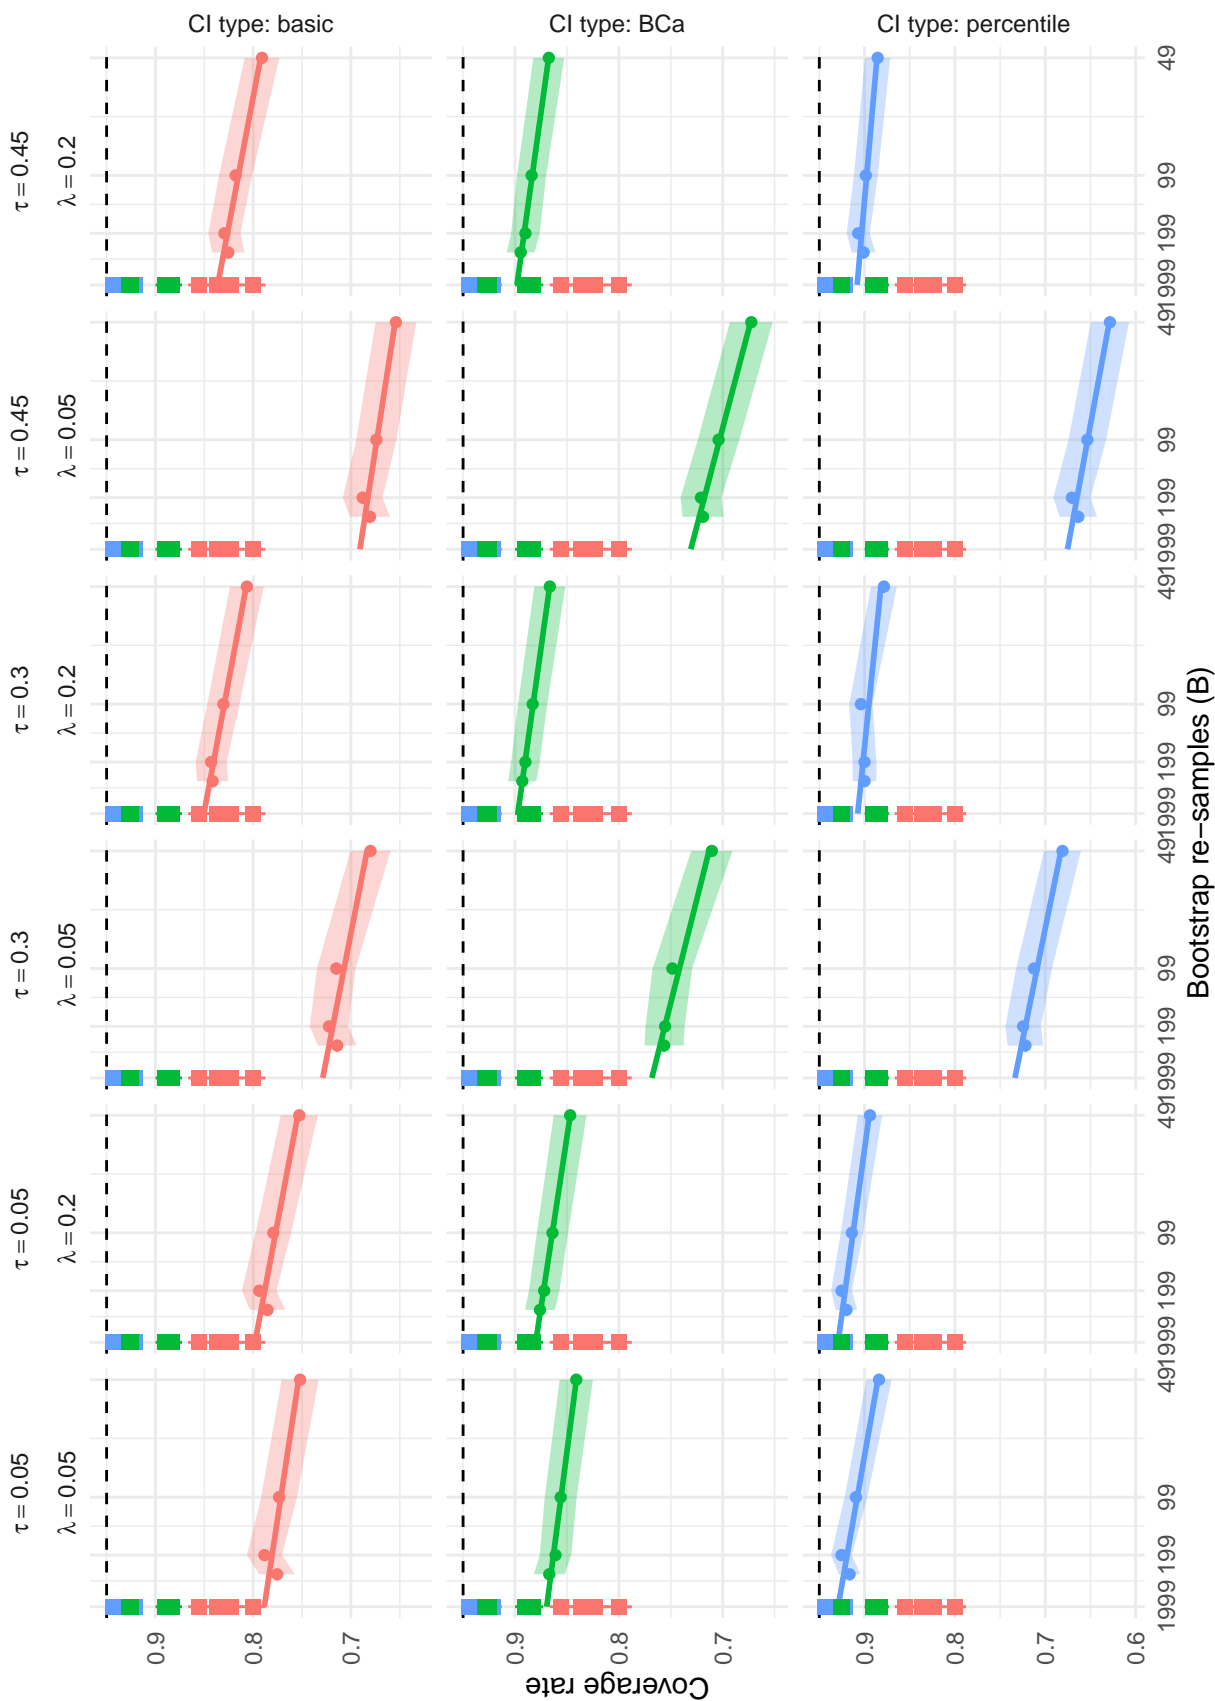 τ = 0.05 τ = 0.05 τ = 0.3 τ = 0.3 τ = 0.45 τ = 0.45
λ = 0.05 λ = 0.2 λ = 0.05 λ = 0.2 λ = 0.05 λ = 0.2
CI type: basic
0.9
0.8
0.7
CI type: BCa
0.9
0.8
0.7
Coverage rate
CI type: percentile
0.9
0.8
0.7
0.6
1999 199 99 49 1999 199 99 49 1999 199 99 49 1999 199 99 49 1999 199 99 49 1999 199 99 49
Bootstrap re−samples (B)